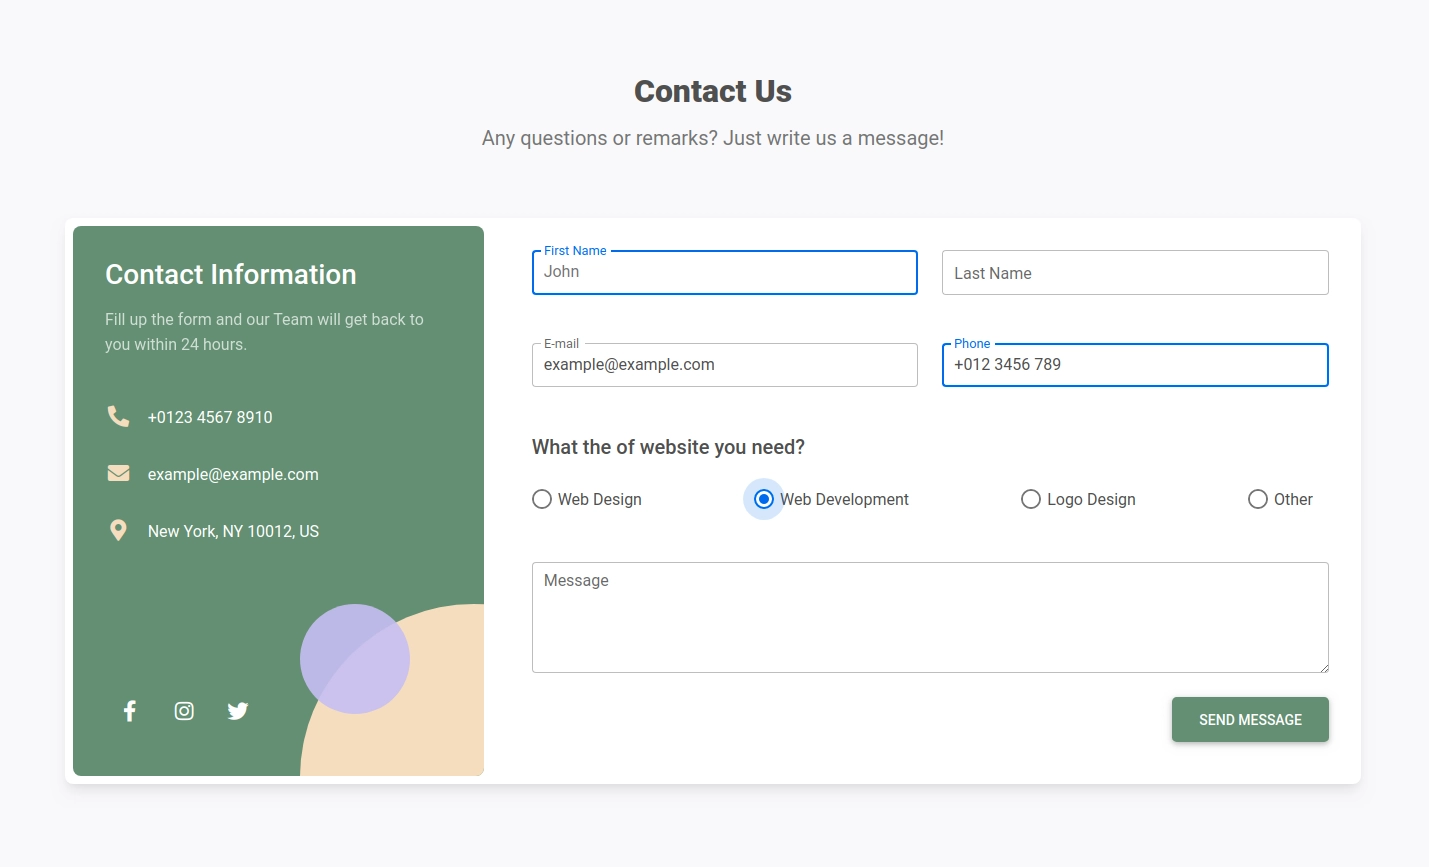 Contact Us
Any questions or remarks? Just write us a message!
Contact Information
Fill up the form and our Team will get back to
you within 24 hours.
+0123 4567 8910
example@example.com
New York, NY 10012, US
First Name
John
Last Name
E-mail
example@example.com
Phone
+012 3456 789
What the of website you need?
Web Design
Web Development
Logo Design
Other
Message
SEND MESSAGE